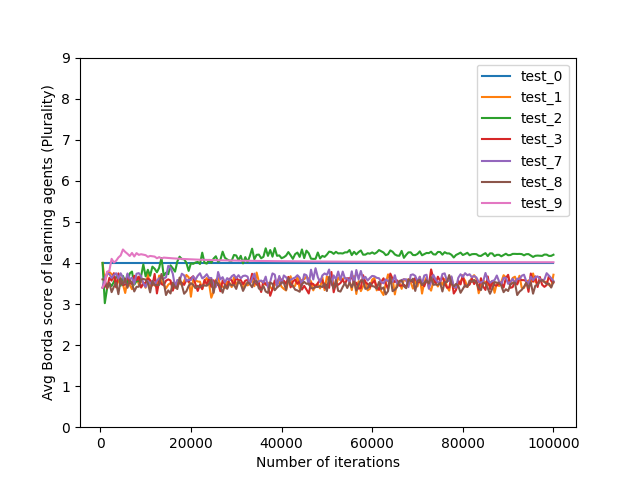 9
8
7
6
5
4
3
2
1
0
Avg Borda score of learning agents (Plurality)
test_0
test_1
test_2
test_3
test_7
test_8
test_9
0 20000 40000 60000 80000 100000
Number of iterations